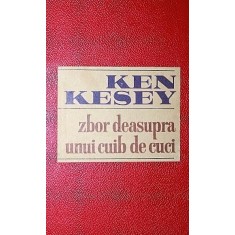 KEN
KESEY
zbor deasupra
unui cuib de cuci